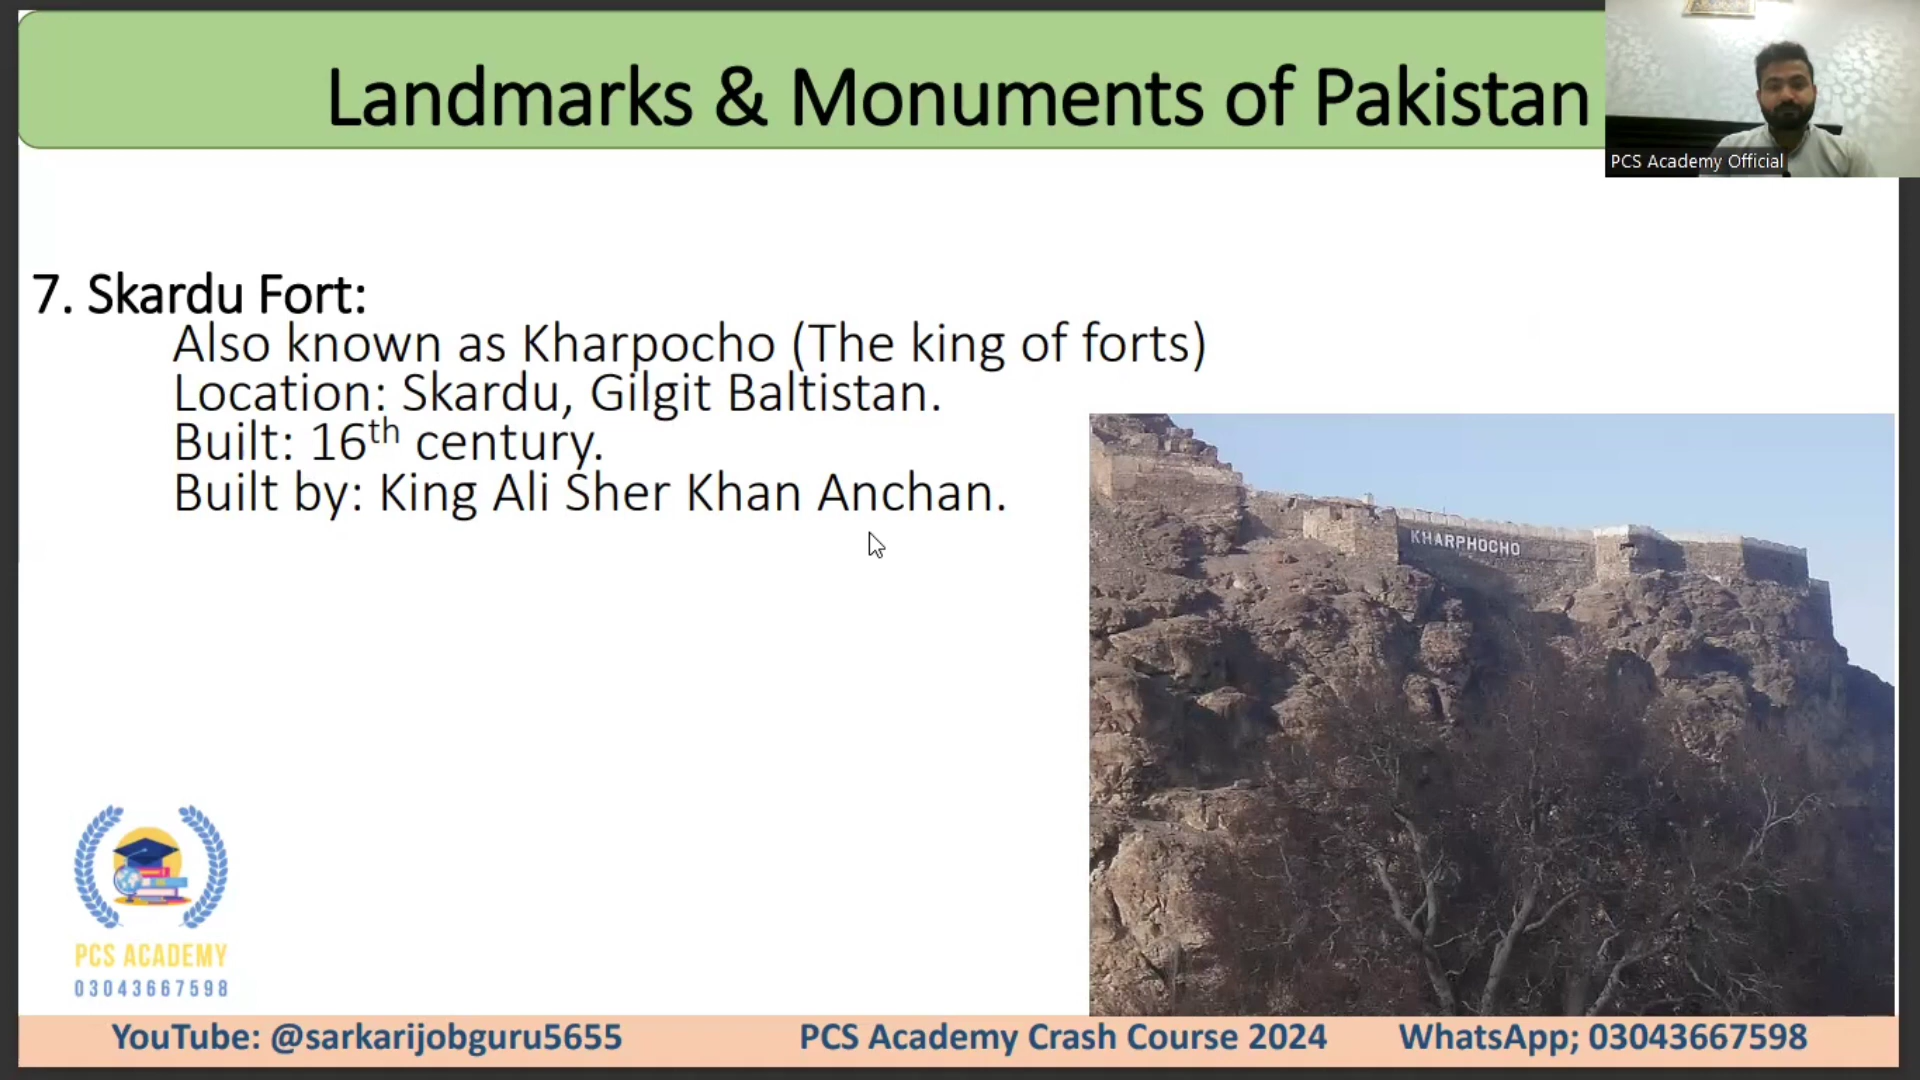 Landmarks & Monuments of Pakistan
PCS Academy Official
7. Skardu Fort:
Also known as Kharpocho (The king of forts)
Location: Skardu, Gilgit Baltistan.
Built: 16th century.
Built by: King Ali Sher Khan Anchan.
KHARPHOCHO
PCS ACADEMY
03043667598
YouTube: @sarkarijobguru5655 PCS Academy Crash Course 2024 WhatsApp; 03043667598